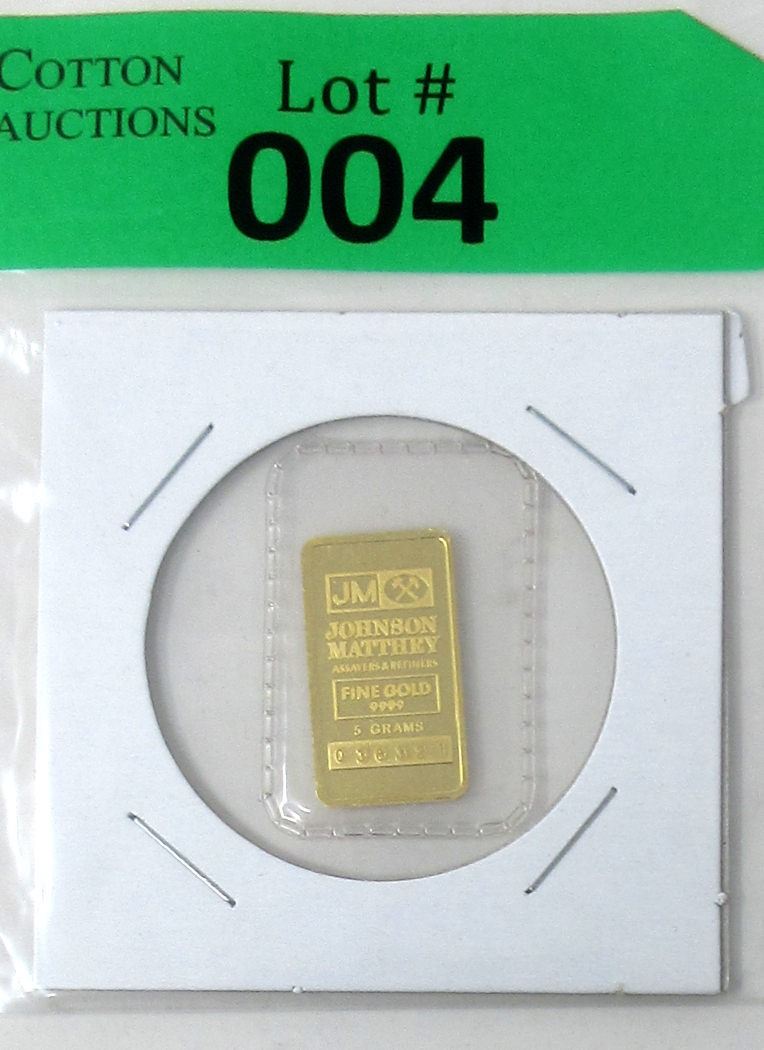 COTTON
AUCTIONS
Lot #
004
JM
JOHNSON
MATTHEY
ASSAYERS & REFINERS
FINE GOLD
9999
5 GRAMS